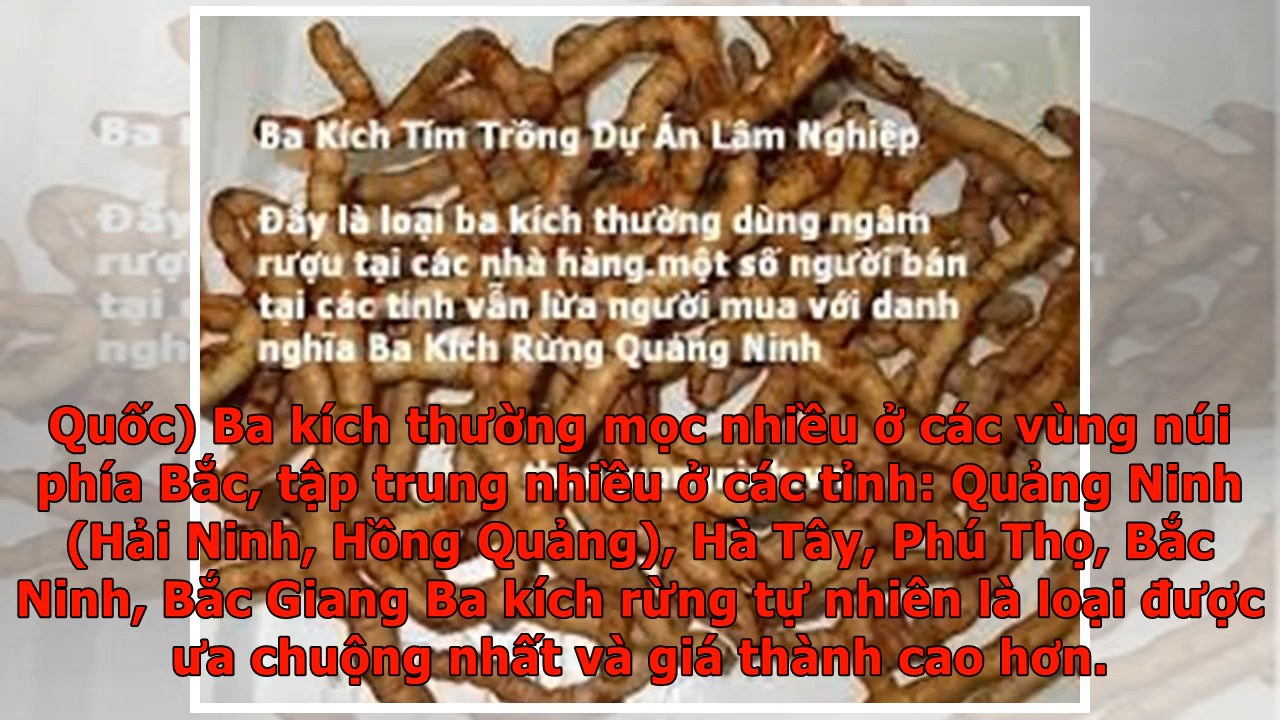 Ba Kích Tím Trồng Dự Án Lâm Nghiệp
Đây là loại ba kích thường dùng ngâm
rượu tại các nhà hàng.một số người bán
tại các tỉnh vẫn lừa người mua với danh
nghĩa Ba Kích Rừng Quảng Ninh
Quốc) Ba kích thường mọc nhiều ở các vùng núi
phía Bắc, tập trung nhiều ở các tỉnh: Quảng Ninh
(Hải Ninh, Hồng Quảng), Hà Tây, Phú Thọ, Bắc
Ninh, Bắc Giang Ba kích rừng tự nhiên là loại được
ưa chuộng nhất và giá thành cao hơn.